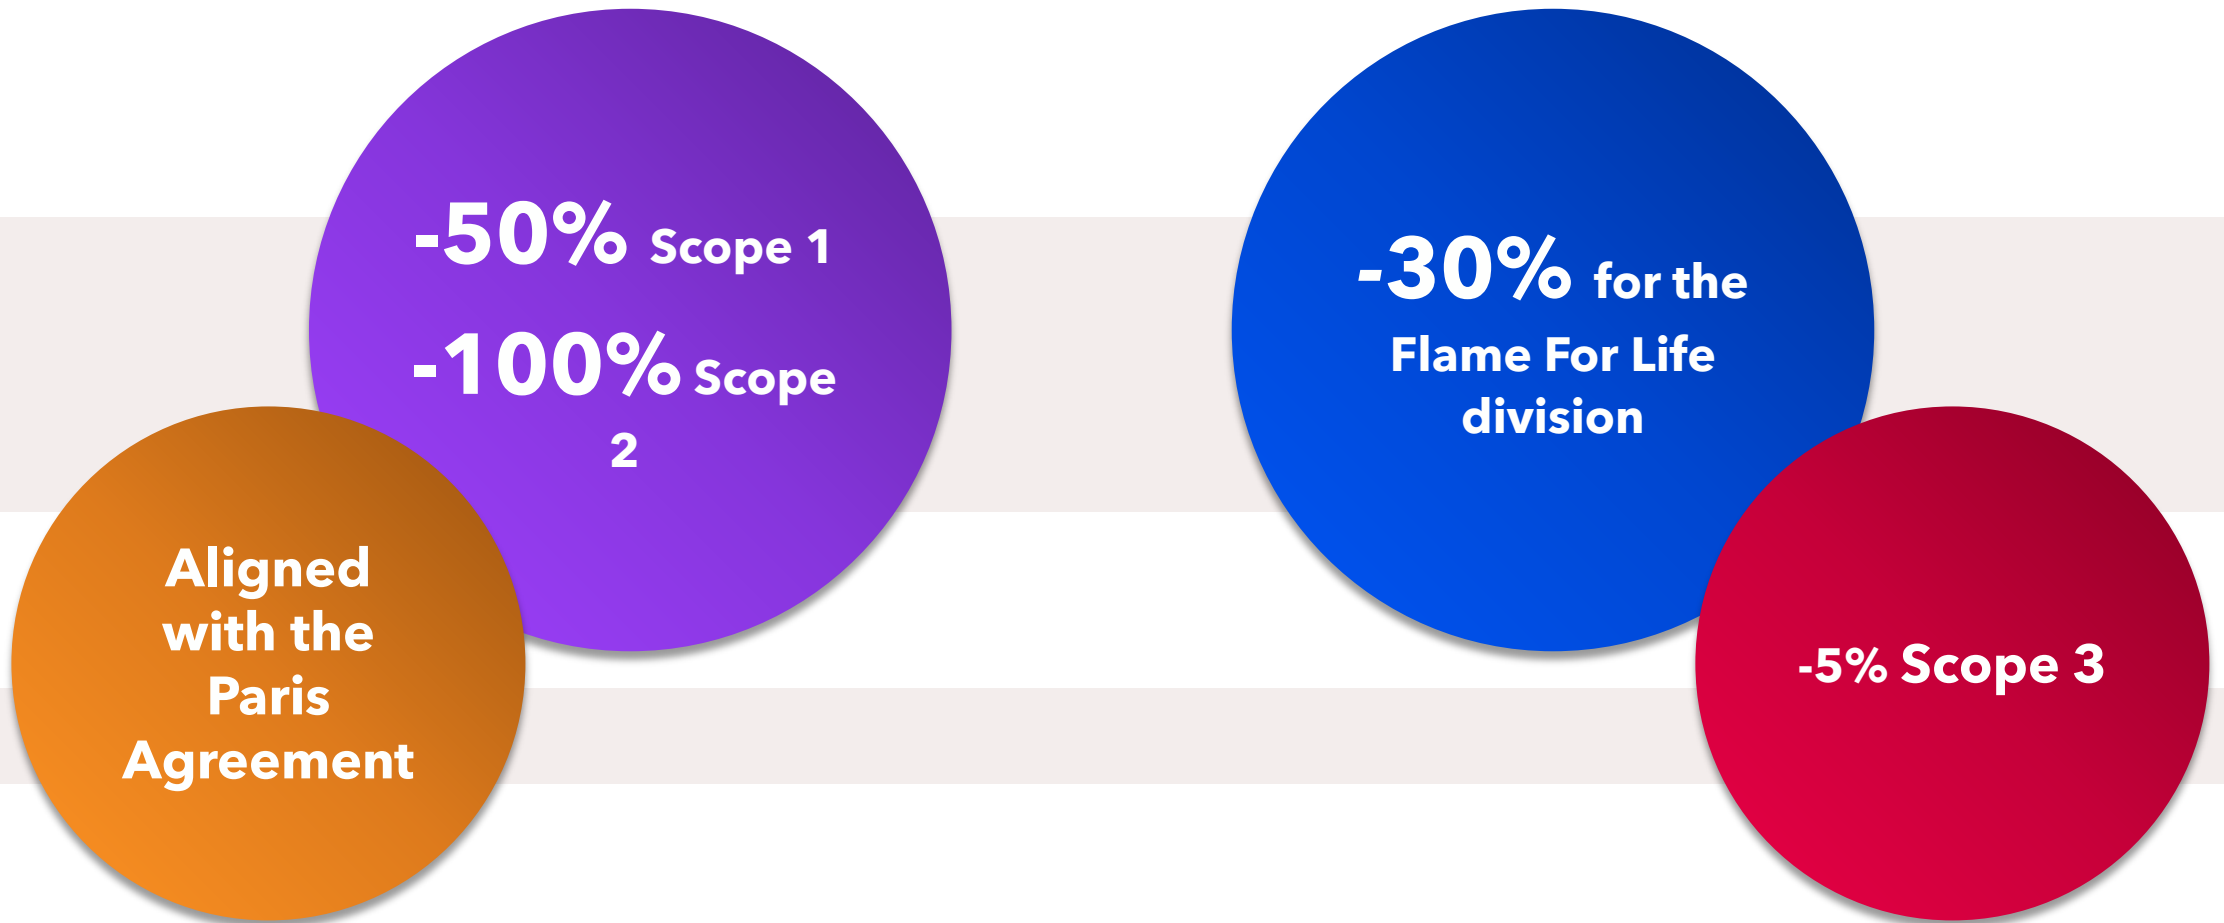 -50% Scope 1
-100% Scope
2
Aligned
with the
Paris
Agreement
-30% for the
Flame For Life
division
-5% Scope 3